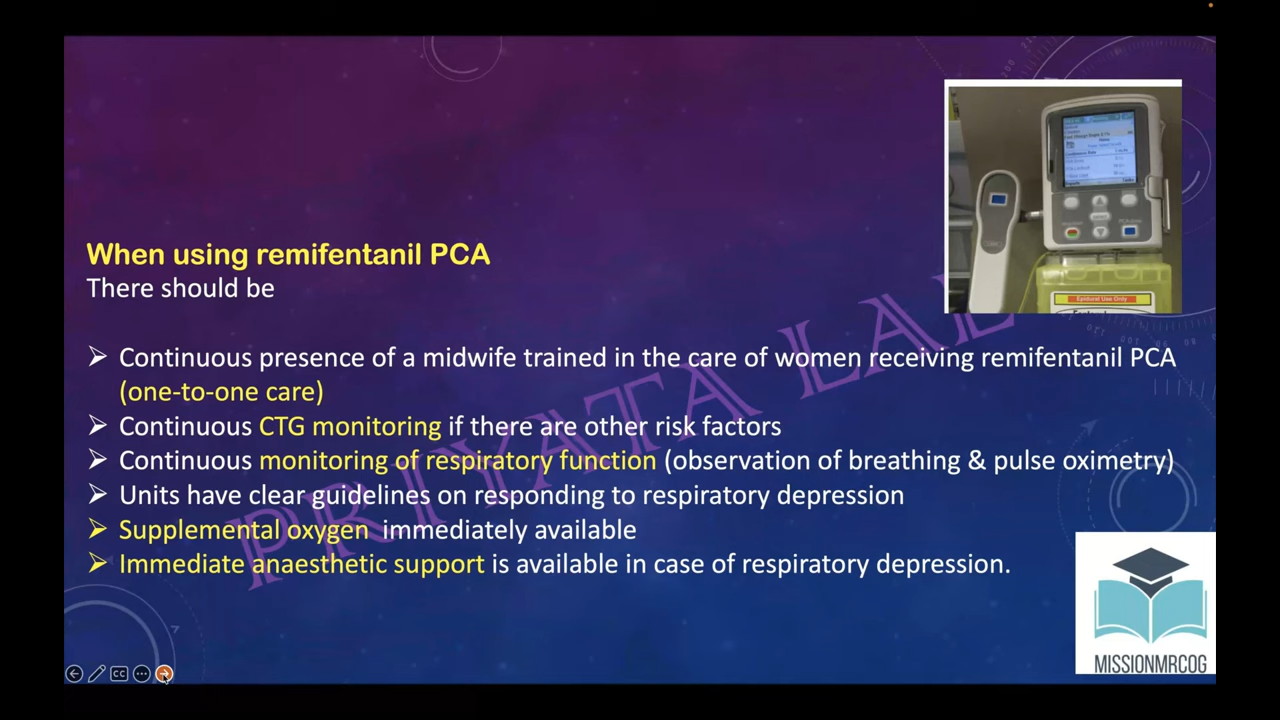 When using remifentanil PCA
There should be
➢ Continuous presence of a midwife trained in the care of women receiving remifentanil PCA
(one-to-one care)
➢ Continuous CTG monitoring if there are other risk factors
➢ Continuous monitoring of respiratory function (observation of breathing & pulse oximetry)
➢ Units have clear guidelines on responding to respiratory depression
➢ Supplemental oxygen immediately available
➢ Immediate anaesthetic support is available in case of respiratory depression.
PRIYATA LAL
Epidural Use Only
MISSIONMRCOG
CC